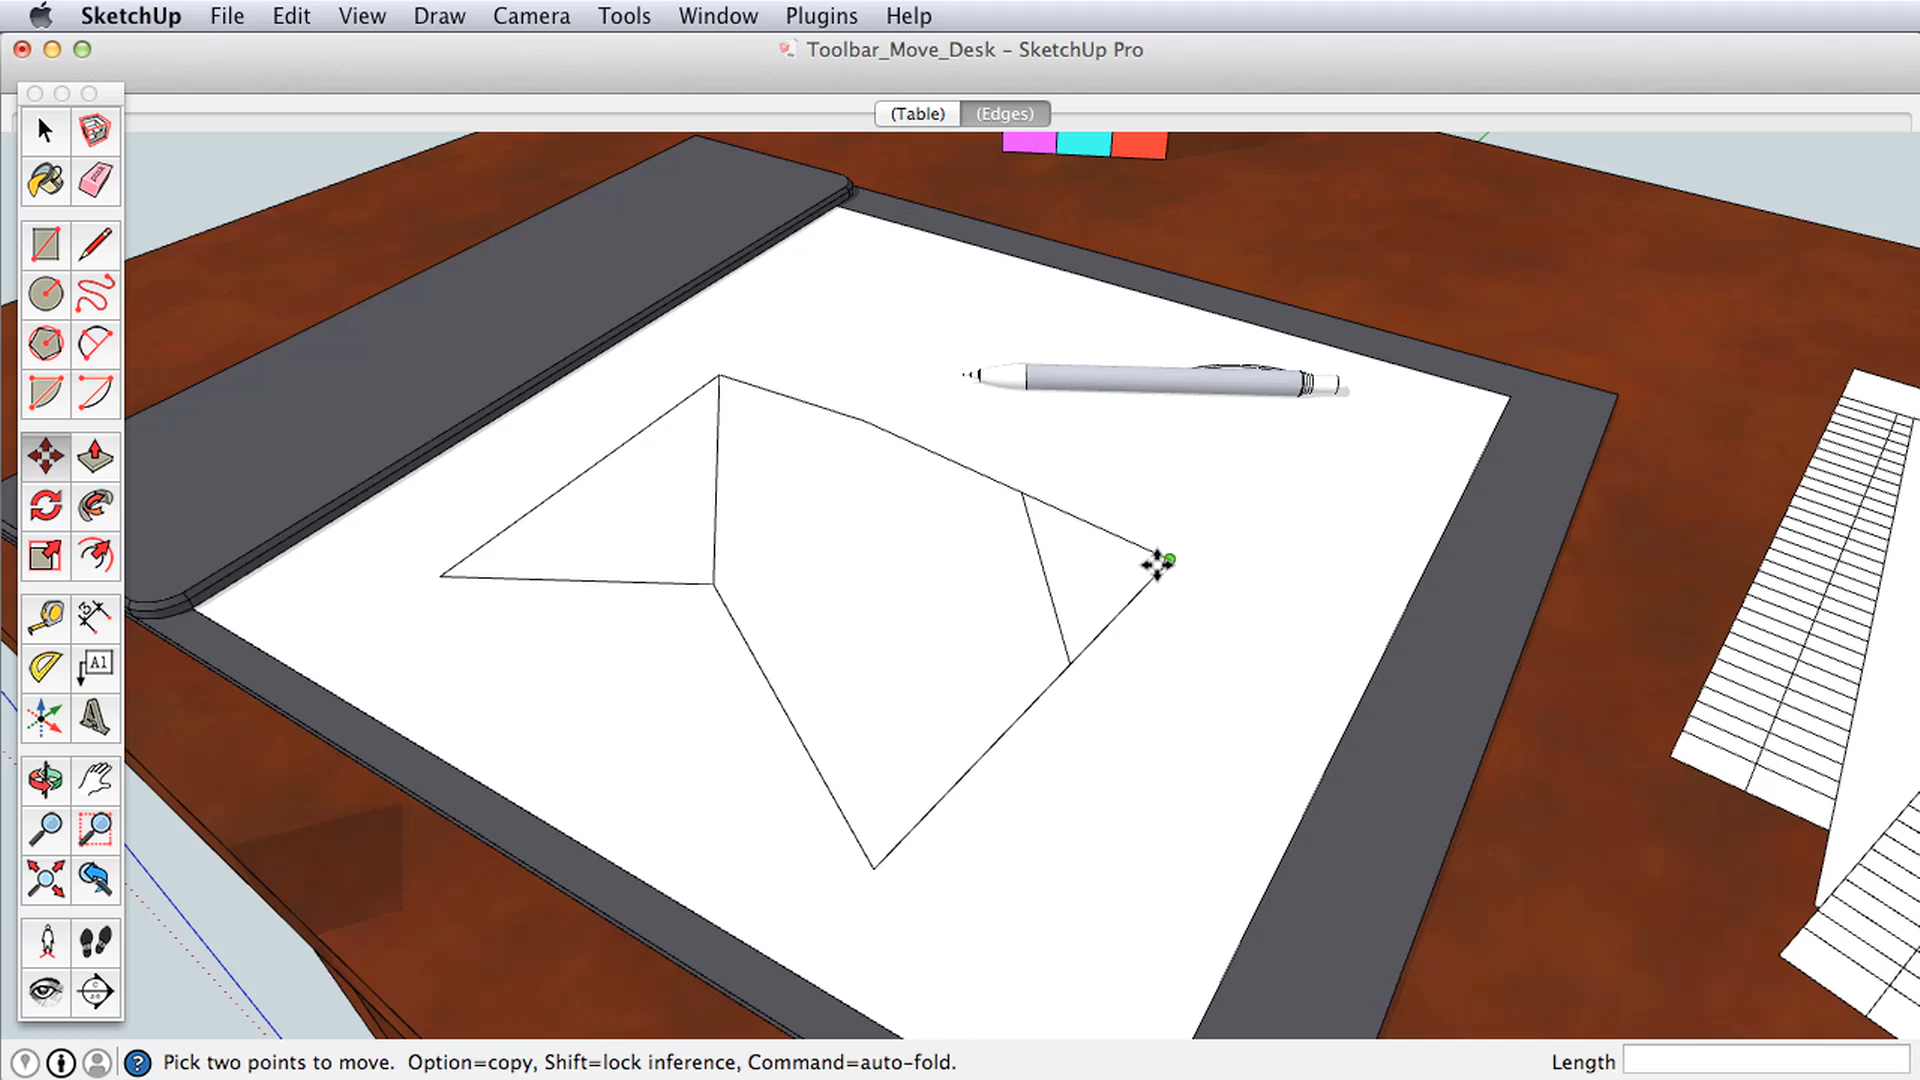 SketchUp File Edit View Draw Camera Tools Window Plugins Help
Toolbar_Move_Desk – SketchUp Pro
(Table) (Edges)
A1
Pick two points to move. Option=copy, Shift=lock inference, Command=auto-fold.
Length